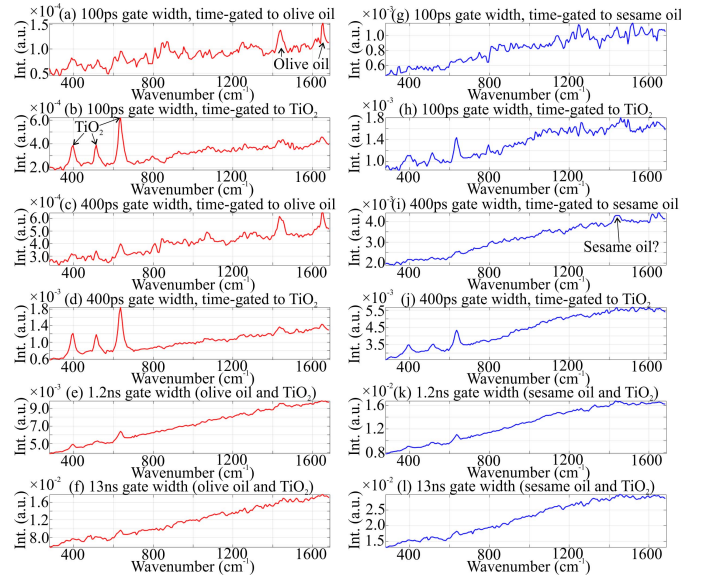 (a) 100ps gate width, time-gated to olive oil
×10⁻⁴
Int. (a.u.)
1.5
1.0
0.5
Olive oil
400 800 1200 1600
Wavenumber(cm⁻¹)
(b) 100ps gate width, time-gated to TiO₂
×10⁻⁴
Int. (a.u.)
6.0
4.0
2.0
TiO₂
400 800 1200 1600
Wavenumber(cm⁻¹)
(c) 400ps gate width, time-gated to olive oil
×10⁻⁴
Int. (a.u.)
6.0
5.0
4.0
3.0
400 800 1200 1600
Wavenumber(cm⁻¹)
(d) 400ps gate width, time-gated to TiO₂
×10⁻³
Int. (a.u.)
1.8
1.4
1.0
0.6
400 800 1200 1600
Wavenumber(cm⁻¹)
(e) 1.2ns gate width (olive oil and TiO₂)
×10⁻³
Int. (a.u.)
9.0
7.0
5.0
400 800 1200 1600
Wavenumber(cm⁻¹)
(f) 13ns gate width (olive oil and TiO₂)
×10⁻²
Int. (a.u.)
1.6
1.2
8.0
400 800 1200 1600
Wavenumber(cm⁻¹)
(g) 100ps gate width, time-gated to sesame oil
×10⁻³
Int. (a.u.)
1.0
0.8
0.6
400 800 1200 1600
Wavenumber(cm⁻¹)
(h) 100ps gate width, time-gated to TiO₂
×10⁻³
Int. (a.u.)
1.8
1.4
1.0
400 800 1200 1600
Wavenumber(cm⁻¹)
(i) 400ps gate width, time-gated to sesame oil
×10⁻³
Int. (a.u.)
4.0
3.0
2.0
Sesame oil?
400 800 1200 1600
Wavenumber(cm⁻¹)
(j) 400ps gate width, time-gated to TiO₂
×10⁻³
Int. (a.u.)
5.5
4.5
3.5
400 800 1200 1600
Wavenumber(cm⁻¹)
(k) 1.2ns gate width (sesame oil and TiO₂)
×10⁻²
Int. (a.u.)
1.6
1.2
0.8
400 800 1200 1600
Wavenumber(cm⁻¹)
(l) 13ns gate width (sesame oil and TiO₂)
×10⁻²
Int. (a.u.)
2.5
2.0
1.5
400 800 1200 1600
Wavenumber(cm⁻¹)